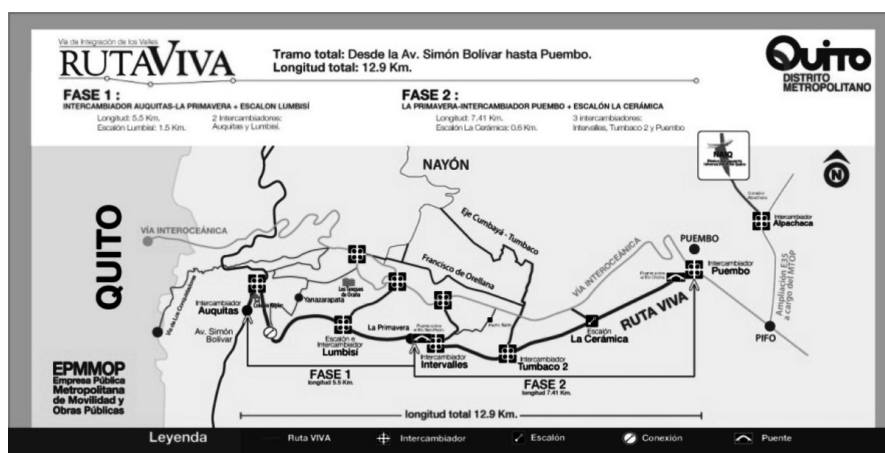 Vía de Integración de los Valles
RUTAVIVA
Tramo total: Desde la Av. Simón Bolívar hasta Puembo.
Longitud total: 12.9 Km.
Quito
DISTRITO
METROPOLITANO
FASE 1 :
INTERCAMBIADOR AUQUITAS-LA PRIMAVERA + ESCALON LUMBISÍ
Longitud: 5.5 Km.
Escalón Lumbisí: 1.5 Km.
2 Intercambiadores:
Auquitas y Lumbisí.
FASE 2 :
LA PRIMAVERA-INTERCAMBIADOR PUEMBO + ESCALÓN LA CERÁMICA
Longitud: 7.41 Km.
Escalón La Cerámica: 0.6 Km.
3 intercambiadores:
Intervalles, Tumbaco 2 y Puembo
NAIQ
N
NAYÓN
QUITO
VÍA INTEROCEÁNICA
Eje Cumbayá - Tumbaco
Francisco de Orellana
VÍA INTEROCEÁNICA
PUEMBO
Intercambiador
Puembo
Intercambiador
Alpachaca
Ampliación E35
a cargo del MTOP
PIFO
Vía de Los Conquistadores
Intercambiador
Auquitas
Av. Simón
Bolívar
Yanazarapata
Escalón e
Intercambiador
Lumbisí
La Primavera
Intercambiador
Intervalles
Intercambiador
Tumbaco 2
Escalón
La Cerámica
RUTA VIVA
FASE 1
longitud 5.5 Km.
FASE 2
longitud 7.41 Km.
longitud total 12.9 Km.
EPMMOP
Empresa Pública
Metropolitana
de Movilidad y
Obras Públicas
Leyenda
Ruta VIVA
Intercambiador
Escalón
Conexión
Puente